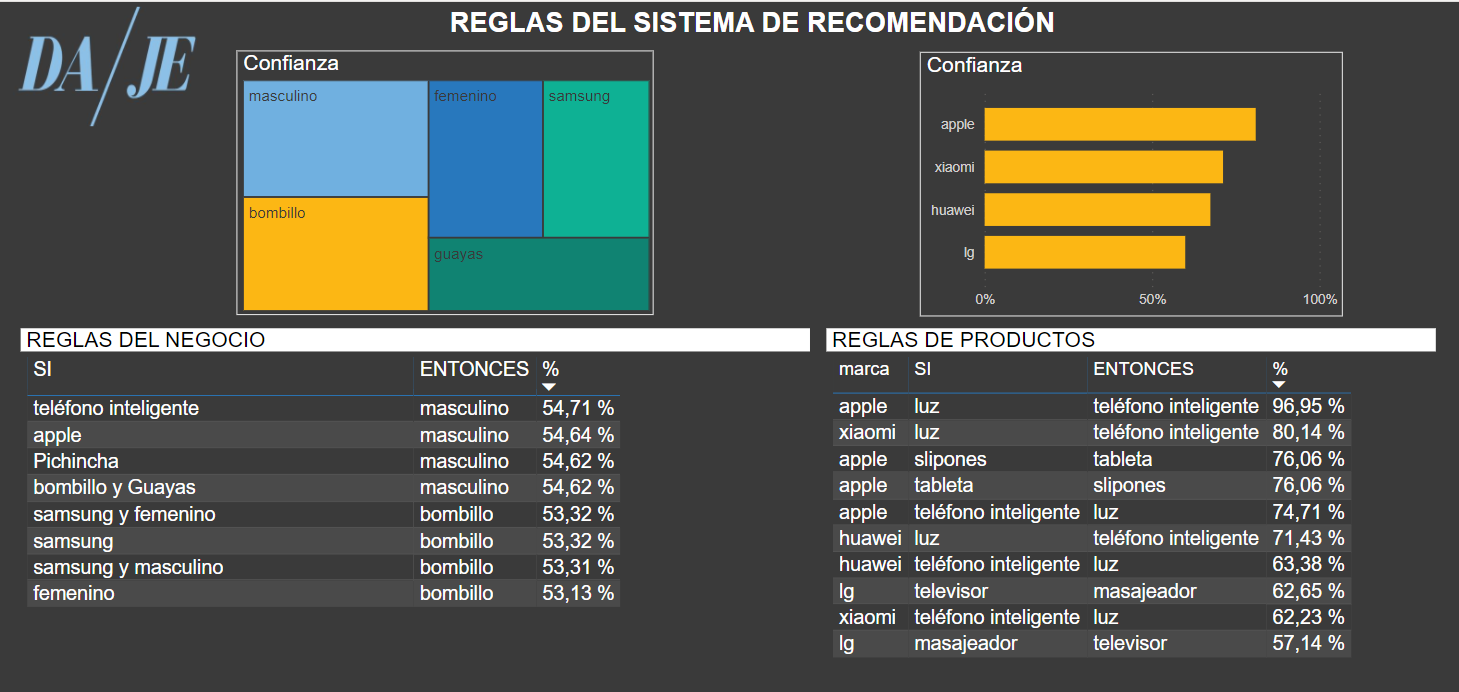 REGLAS DEL SISTEMA DE RECOMENDACIÓN
DA/JE
Confianza
masculino
femenino
samsung
bombillo
guayas
Confianza
apple
xiaomi
huawei
lg
0% 50% 100%
REGLAS DEL NEGOCIO
SI ENTONCES %
teléfono inteligente masculino 54,71 %
apple masculino 54,64 %
Pichincha masculino 54,62 %
bombillo y Guayas masculino 54,62 %
samsung y femenino bombillo 53,32 %
samsung bombillo 53,32 %
samsung y masculino bombillo 53,31 %
femenino bombillo 53,13 %
REGLAS DE PRODUCTOS
marca SI ENTONCES %
apple luz teléfono inteligente 96,95 %
xiaomi luz teléfono inteligente 80,14 %
apple slipones tableta 76,06 %
apple tableta slipones 76,06 %
apple teléfono inteligente luz 74,71 %
huawei luz teléfono inteligente 71,43 %
huawei teléfono inteligente luz 63,38 %
lg televisor masajeador 62,65 %
xiaomi teléfono inteligente luz 62,23 %
lg masajeador televisor 57,14 %